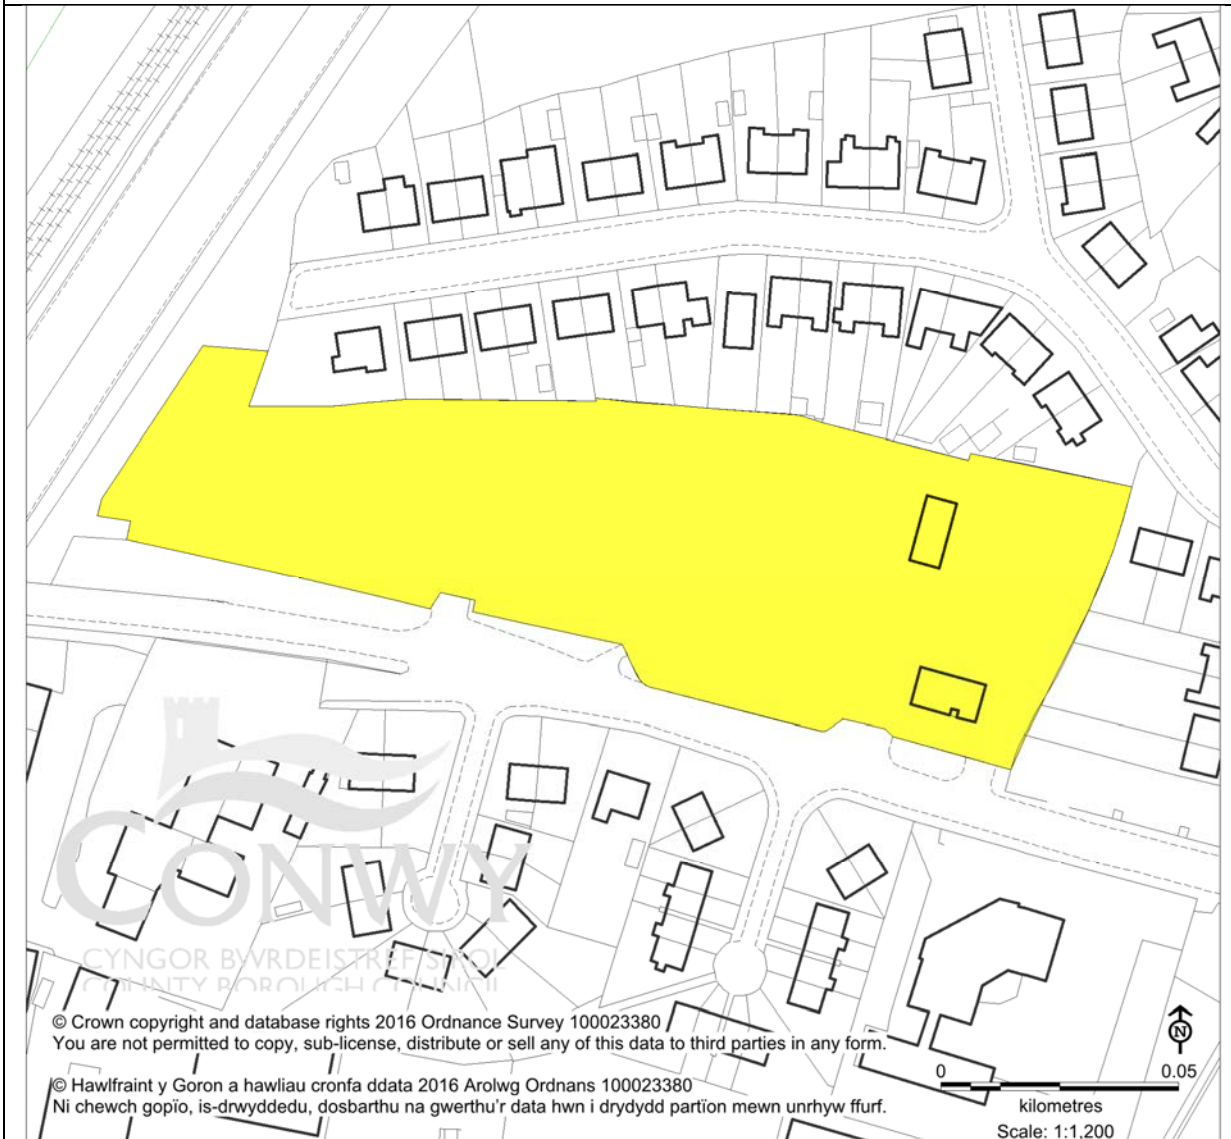 CONWY
CYNGOR BWRDEISTREF SIROL
COUNTY BOROUGH COUNCIL
© Crown copyright and database rights 2016 Ordnance Survey 100023380
You are not permitted to copy, sub-license, distribute or sell any of this data to third parties in any form.
© Hawlfraint y Goron a hawliau cronfa ddata 2016 Arolwg Ordnans 100023380
Ni chewch gopïo, is-drwyddedu, dosbarthu na gwerthu'r data hwn i drydydd partïon mewn unrhyw ffurf.
N
0 0.05
kilometres
Scale: 1:1,200